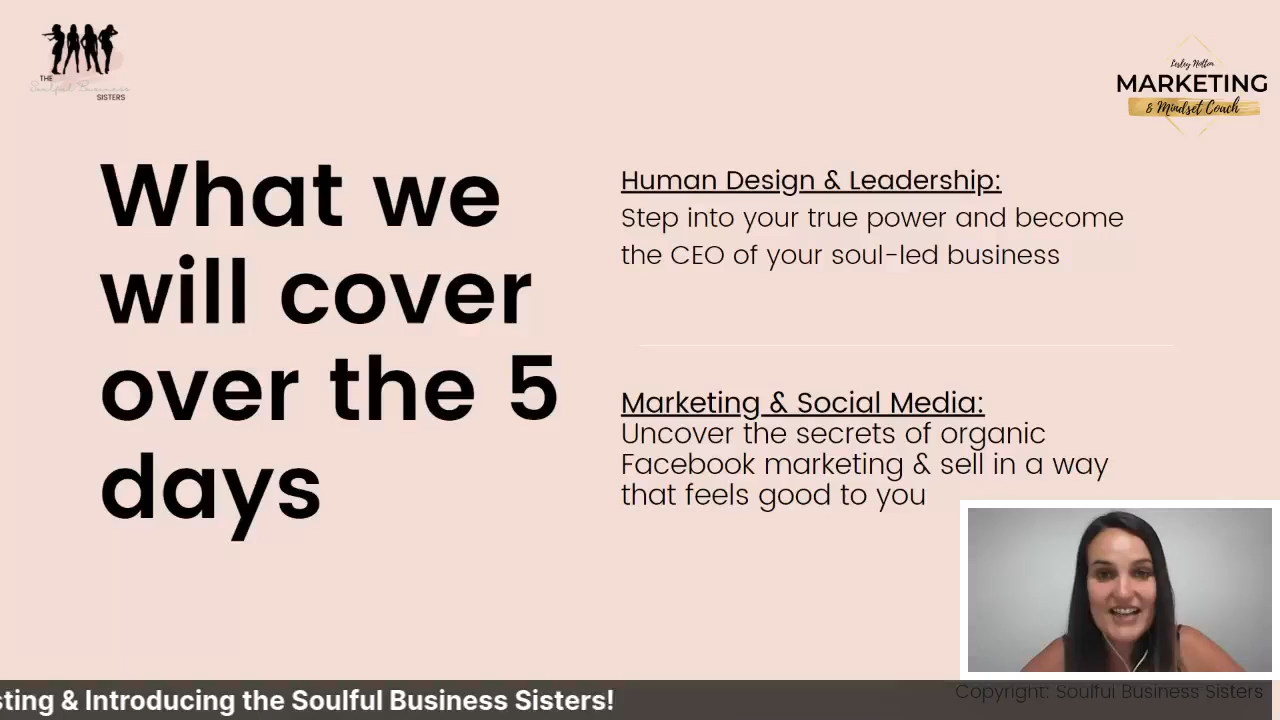 THE
Soulful Business
SISTERS
Lesley Hutton
MARKETING
& Mindset Coach
What we
will cover
over the 5
days
Human Design & Leadership:
Step into your true power and become
the CEO of your soul-led business
Marketing & Social Media:
Uncover the secrets of organic
Facebook marketing & sell in a way
that feels good to you
sting & Introducing the Soulful Business Sisters!
Copyright: Soulful Business Sisters